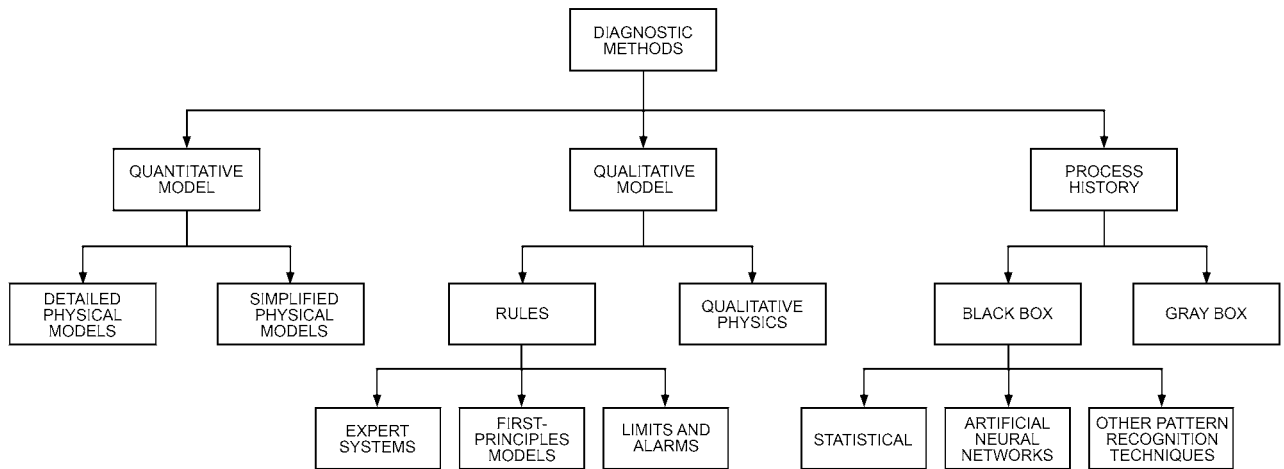 DIAGNOSTIC
METHODS
QUANTITATIVE
MODEL
QUALITATIVE
MODEL
PROCESS
HISTORY
DETAILED
PHYSICAL
MODELS
SIMPLIFIED
PHYSICAL
MODELS
RULES
QUALITATIVE
PHYSICS
BLACK BOX
GRAY BOX
EXPERT
SYSTEMS
FIRST-
PRINCIPLES
MODELS
LIMITS AND
ALARMS
STATISTICAL
ARTIFICIAL
NEURAL
NETWORKS
OTHER PATTERN
RECOGNITION
TECHNIQUES